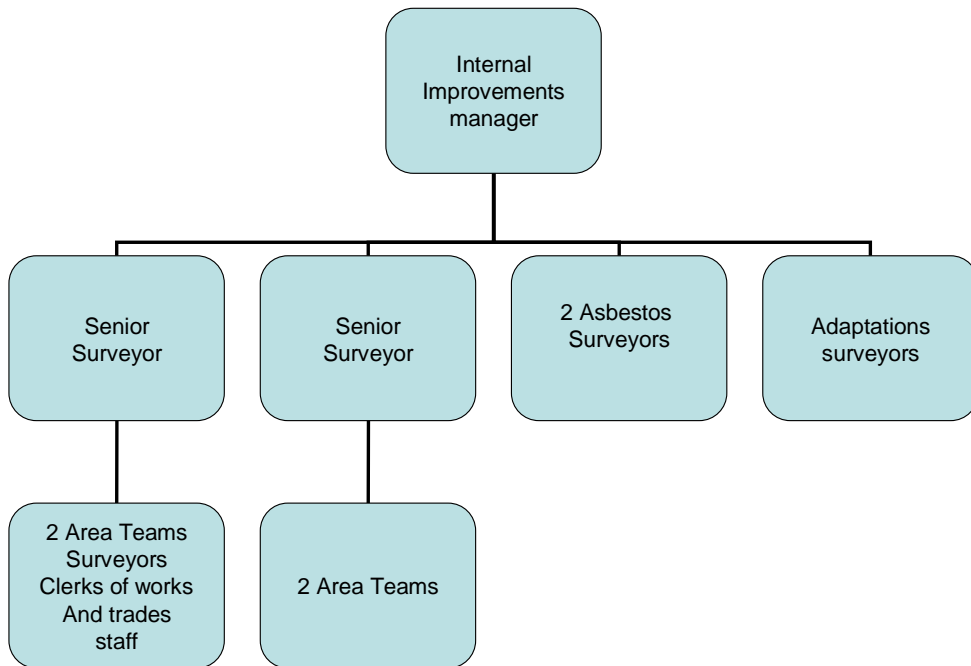 Internal
Improvements
manager
Senior
Surveyor
Senior
Surveyor
2 Asbestos
Surveyors
Adaptations
surveyors
2 Area Teams
Surveyors
Clerks of works
And trades
staff
2 Area Teams